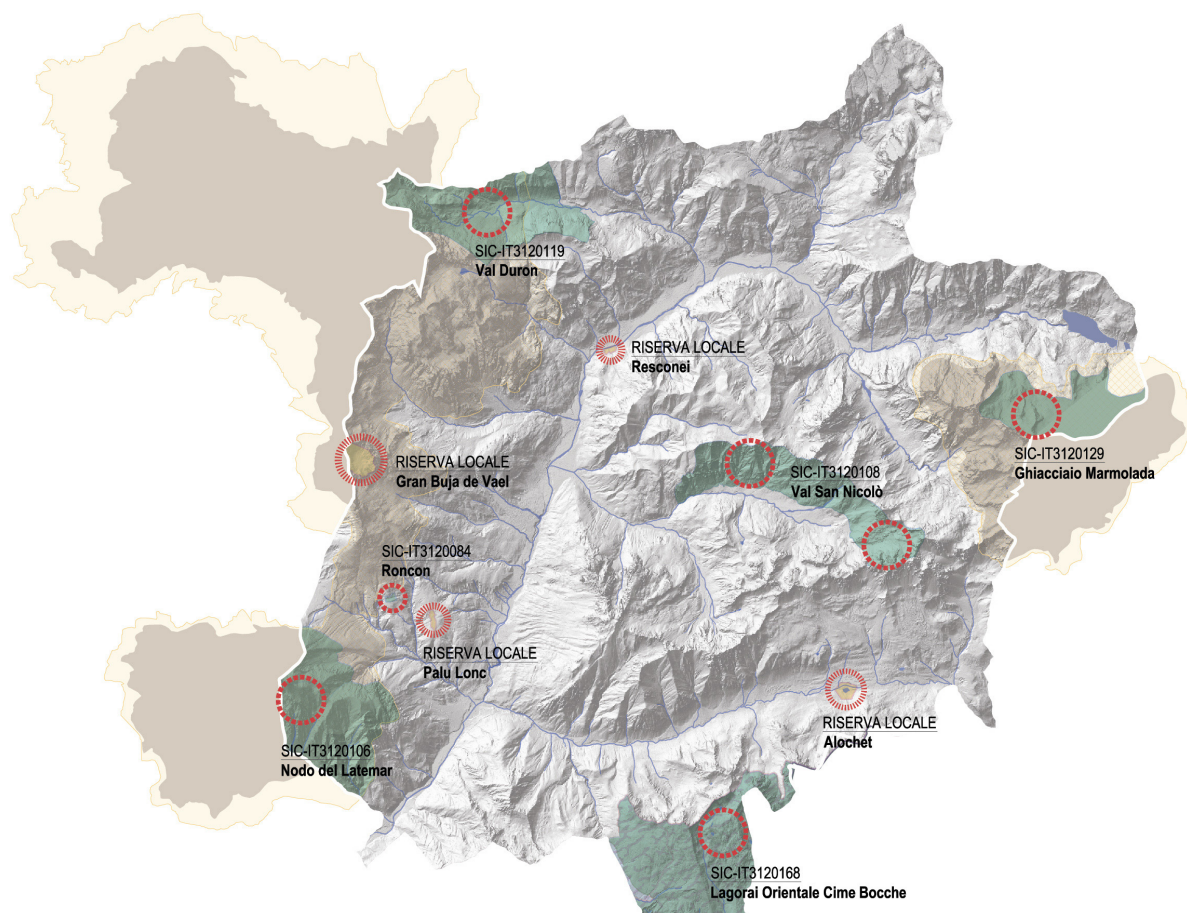 SIC-IT3120119
Val Duron
RISERVA LOCALE
Resconei
RISERVA LOCALE
Gran Buja de Vael
SIC-IT3120108
Val San Nicolò
SIC-IT3120129
Ghiacciaio Marmolada
SIC-IT3120084
Roncon
RISERVA LOCALE
Palu Lonc
RISERVA LOCALE
Alochet
SIC-IT3120106
Nodo del Latemar
SIC-IT3120168
Lagorai Orientale Cime Bocche